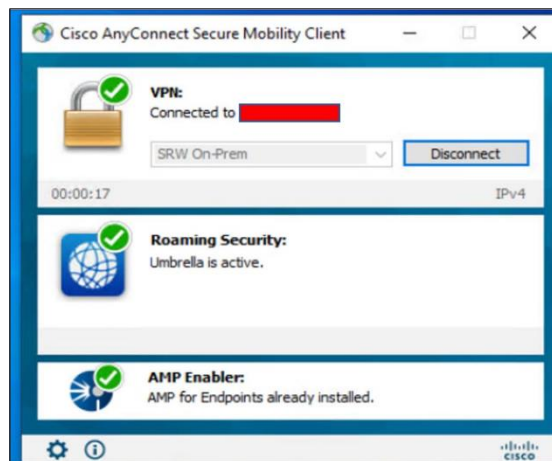 Cisco AnyConnect Secure Mobility Client
VPN:
Connected to
SRW On-Prem
Disconnect
00:00:17
IPv4
Roaming Security:
Umbrella is active.
AMP Enabler:
AMP for Endpoints already installed.
CISCO